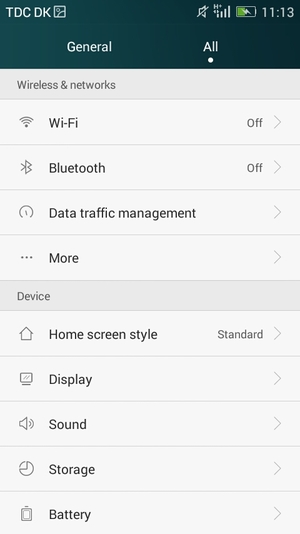 TDC DK 11:13
General All
Wireless & networks
Wi-Fi Off
Bluetooth Off
Data traffic management
More
Device
Home screen style Standard
Display
Sound
Storage
Battery